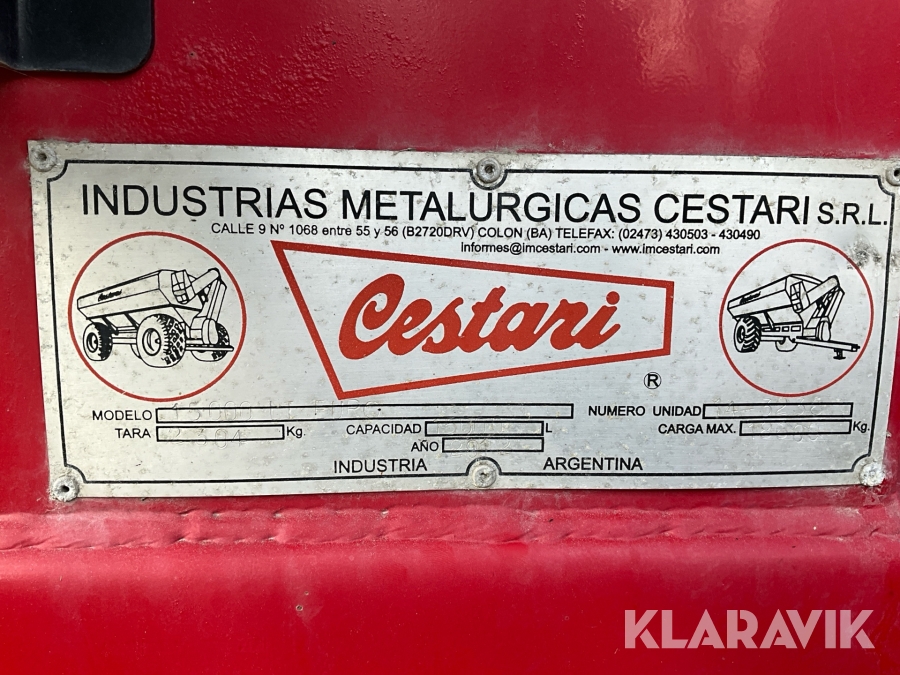 INDUSTRIAS METALURGICAS CESTARI S.R.L.
CALLE 9 Nº 1068 entre 55 y 56 (B2720DRV) COLON (BA) TELEFAX: (02473) 430503 - 430490
informes@imcestari.com - www.imcestari.com
Cestari
®
MODELO NUMERO UNIDAD
TARA Kg. CAPACIDAD L CARGA MAX. Kg.
AÑO
INDUSTRIA ARGENTINA
KLARAVIK